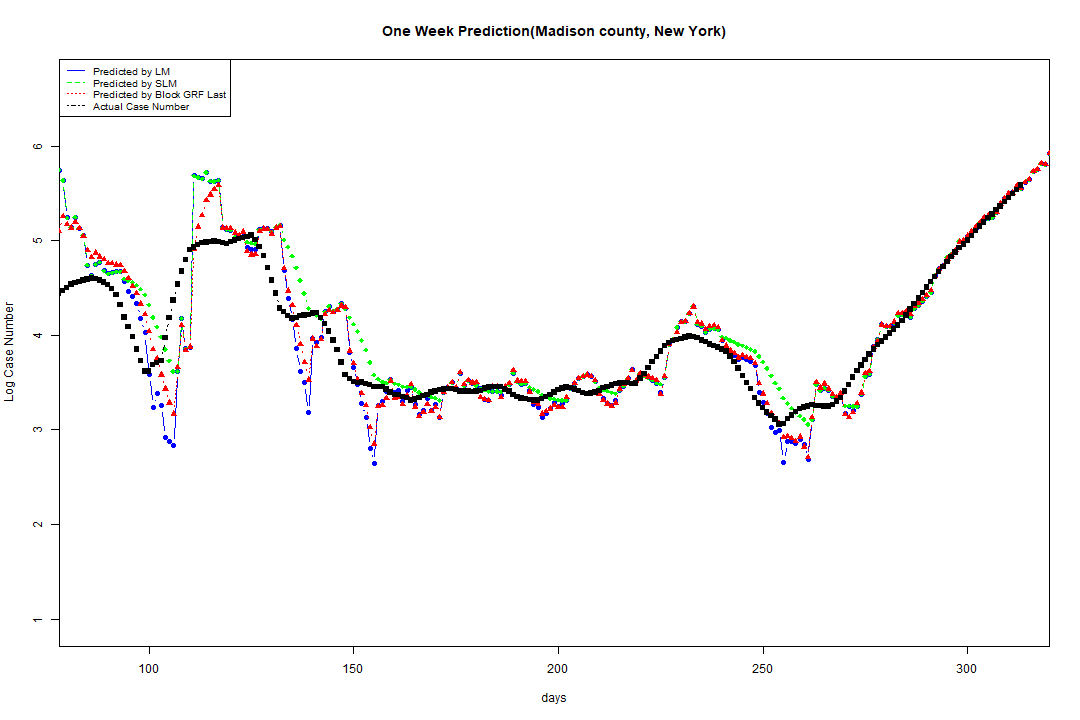 One Week Prediction(Madison county, New York)
Predicted by LM
Predicted by SLM
Predicted by Block GRF Last
Actual Case Number
6
5
4
3
2
1
Log Case Number
100 150 200 250 300
days